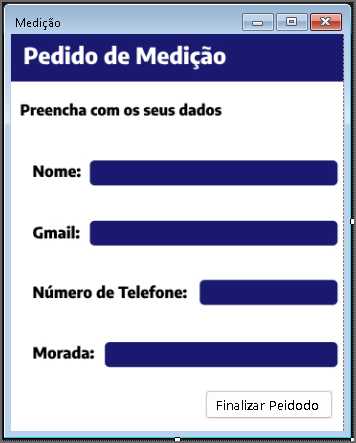 Medição
Pedido de Medição
Preencha com os seus dados
Nome:
Gmail:
Número de Telefone:
Morada:
Finalizar Peidodo